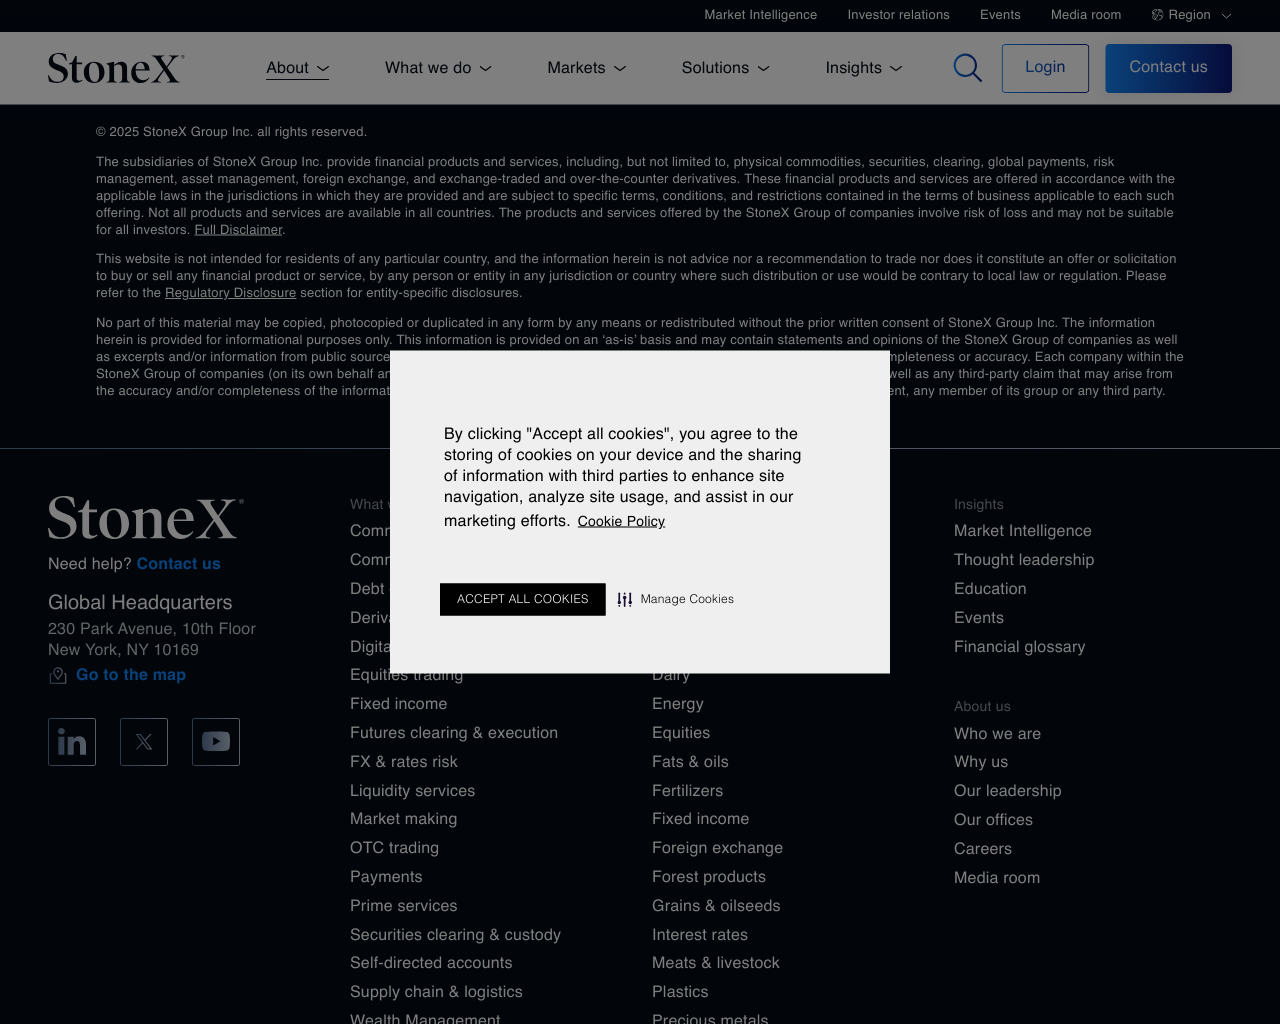 Market Intelligence
Investor relations
Events
Media room
Region
StoneX
About
What we do
Markets
Solutions
Insights
Login
Contact us
© 2025 StoneX Group Inc. all rights reserved.
The subsidiaries of StoneX Group Inc. provide financial products and services, including, but not limited to, physical commodities, securities, clearing, global payments, risk
management, asset management, foreign exchange, and exchange-traded and over-the-counter derivatives. These financial products and services are offered in accordance with the
applicable laws in the jurisdictions in which they are provided and are subject to specific terms, conditions, and restrictions contained in the terms of business applicable to each such
offering. Not all products and services are available in all countries. The products and services offered by the StoneX Group of companies involve risk of loss and may not be suitable
for all investors. Full Disclaimer.
This website is not intended for residents of any particular country, and the information herein is not advice nor a recommendation to trade nor does it constitute an offer or solicitation
to buy or sell any financial product or service, by any person or entity in any jurisdiction or country where such distribution or use would be contrary to local law or regulation. Please
refer to the Regulatory Disclosure section for entity-specific disclosures.
No part of this material may be copied, photocopied or duplicated in any form by any means or redistributed without the prior written consent of StoneX Group Inc. The information
herein is provided for informational purposes only. This information is provided on an ‘as-is’ basis and may contain statements and opinions of the StoneX Group of companies as well
as excerpts and/or information from public source
or accuracy. Each company within the
StoneX Group of companies (on its own behalf
well as any third-party claim that may arise from
the accuracy and/or completeness of the
any member of its group or any third party.
By clicking "Accept all cookies", you agree to the
storing of cookies on your device and the sharing
of information with third parties to enhance site
navigation, analyze site usage, and assist in our
marketing efforts. Cookie Policy
ACCEPT ALL COOKIES
Manage Cookies
StoneX
Need help? Contact us
Global Headquarters
230 Park Avenue, 10th Floor
New York, NY 10169
Go to the map
What
Debt
Equities trading
Fixed income
Futures clearing & execution
FX & rates risk
Liquidity services
Market making
OTC trading
Payments
Prime services
Securities clearing & custody
Self-directed accounts
Supply chain & logistics
Wealth Management
Dairy
Energy
Equities
Fats & oils
Fertilizers
Fixed income
Foreign exchange
Forest products
Grains & oilseeds
Interest rates
Meats & livestock
Plastics
Precious metals
Insights
Market Intelligence
Thought leadership
Education
Events
Financial glossary
About us
Who we are
Why us
Our leadership
Our offices
Careers
Media room